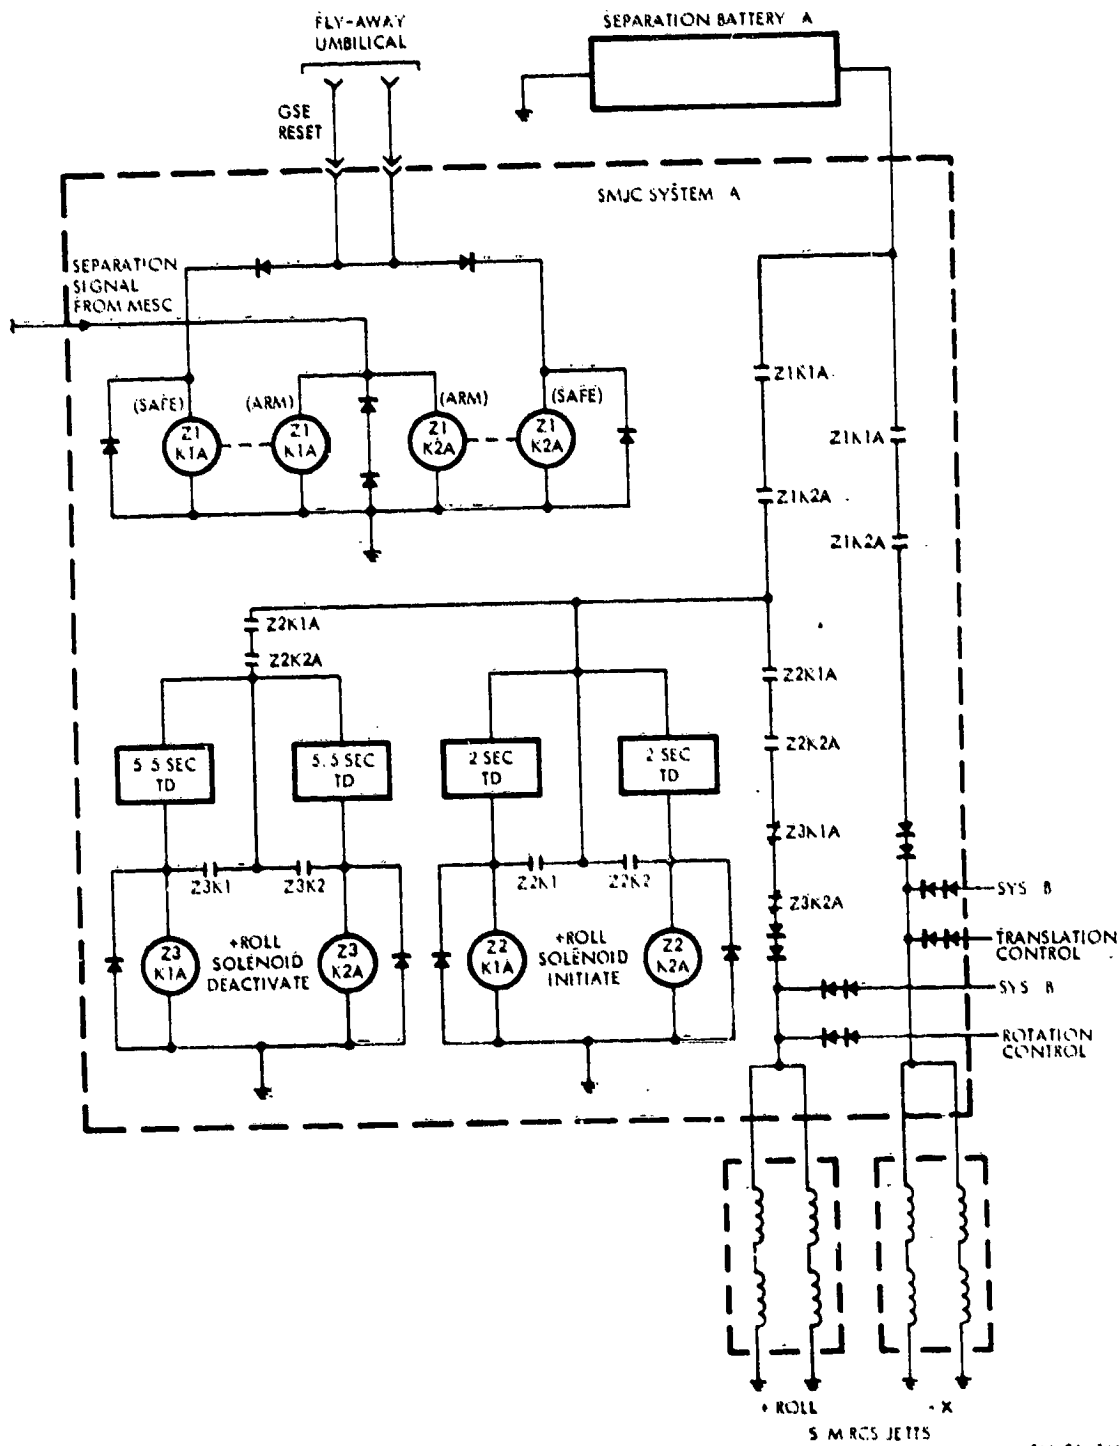 FLY-AWAY
UMBILICAL
SEPARATION BATTERY A
GSE
RESET
SMJC SYSTEM A
SEPARATION
SIGNAL
FROM MESC
(SAFE)
(ARM)
(ARM)
(SAFE)
Z1
K1A
Z1
K1A
Z1
K2A
Z1
K2A
Z1K1A
Z1K1A
Z1K2A
Z1K2A
Z2K1A
Z2K2A
Z2K1A
Z2K2A
5.5 SEC
TD
5.5 SEC
TD
2 SEC
TD
2 SEC
TD
Z3K1A
Z3K1
Z3K2
Z2K1
Z2K2
Z3K2A
SYS B
Z3
K1A
+ROLL
SOLENOID
DEACTIVATE
Z3
K2A
Z2
K1A
+ROLL
SOLENOID
INITIATE
Z2
K2A
TRANSLATION
CONTROL
SYS B
ROTATION
CONTROL
+ ROLL
- X
S M RCS JETTS